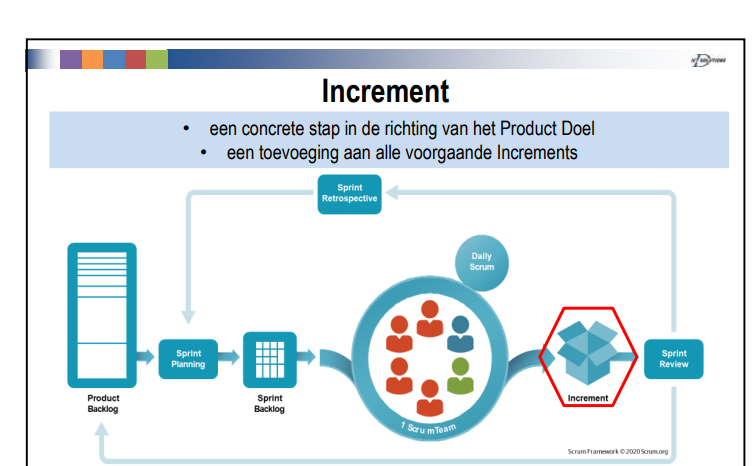 ICT SOLUTIONS
Increment
• een concrete stap in de richting van het Product Doel
• een toevoeging aan alle voorgaande Increments
Sprint
Retrospective
Daily
Scrum
Sprint
Planning
Sprint
Review
Product
Backlog
Sprint
Backlog
1 Scrum Team
Increment
Scrum Framework © 2020 Scrum.org